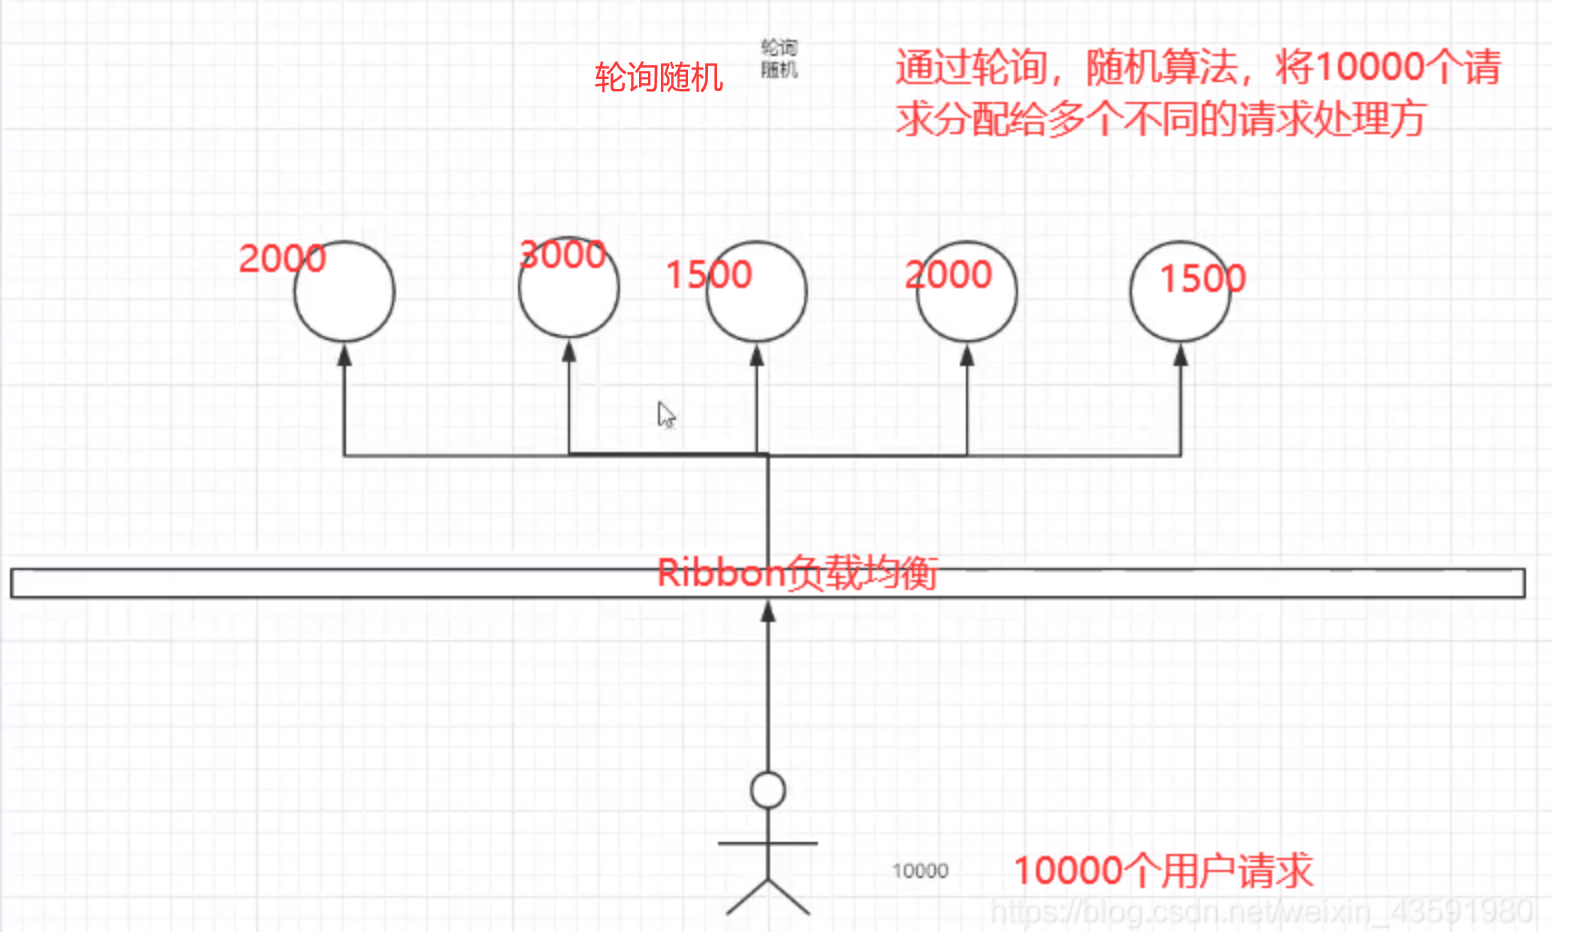 轮询
随机
轮询随机
通过轮询，随机算法，将10000个请
求分配给多个不同的请求处理方
2000
3000
1500
2000
1500
Ribbon负载均衡
10000
10000个用户请求
https://blog.csdn.net/weixin_43591980